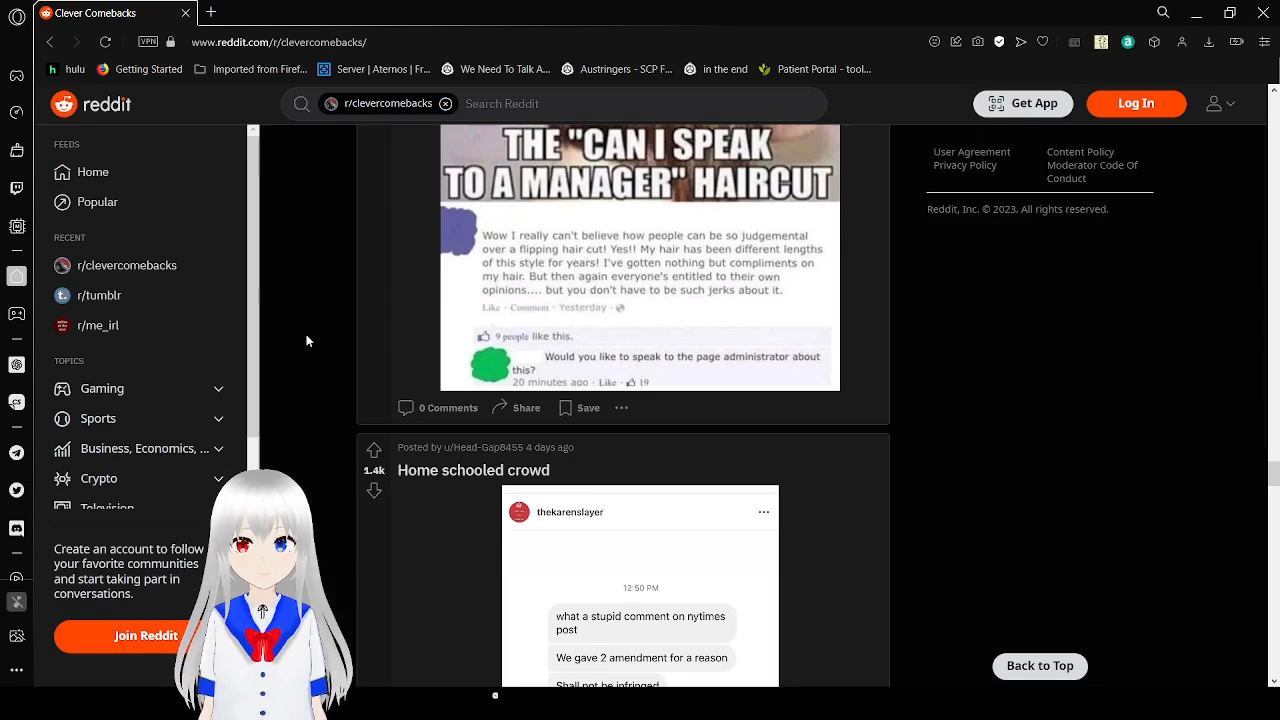 Clever Comebacks
VPN
www.reddit.com/r/clevercomebacks/
hulu
Getting Started
Imported from Firef...
Server | Aternos | Fr...
We Need To Talk A...
Austringers - SCP F...
in the end
Patient Portal - tool...
reddit
r/clevercomebacks
Search Reddit
Get App
Log In
FEEDS
Home
Popular
RECENT
r/clevercomebacks
r/tumblr
r/me_irl
TOPICS
Gaming
Sports
Business, Economics, ...
Crypto
Television
Create an account to follow
your favorite communities
and start taking part in
conversations.
Join Reddit
THE "CAN I SPEAK
TO A MANAGER" HAIRCUT
Wow I really can't believe how people can be so judgemental
over a flipping hair cut! Yes!! My hair has been different lengths
of this style for years! I've gotten nothing but compliments on
my hair. But then again everyone's entitled to their own
opinions.... but you don't have to be such jerks about it.
Like · Comment · Yesterday ·
9 people like this.
Would you like to speak to the page administrator about
this?
20 minutes ago · Like · 19
0 Comments
Share
Save
Posted by u/Head-Gap8455 4 days ago
1.4k
Home schooled crowd
thekarenslayer
12:50 PM
what a stupid comment on nytimes
post
We gave 2 amendment for a reason
Shall not be infringed
User Agreement
Privacy Policy
Content Policy
Moderator Code Of
Conduct
Reddit, Inc. © 2023. All rights reserved.
Back to Top